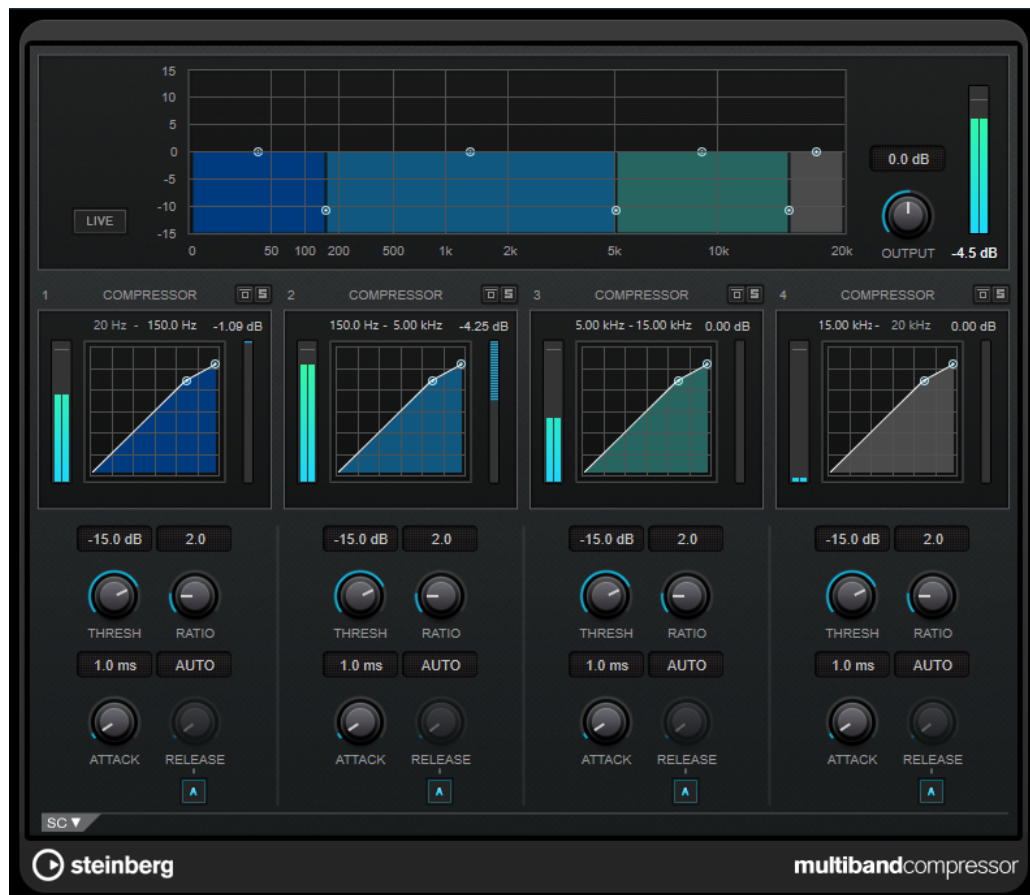 15
10
5
0
-5
-10
-15
0 50 100 200 500 1k 2k 5k 10k 20k
LIVE
0.0 dB
OUTPUT -4.5 dB
1 COMPRESSOR S 2 COMPRESSOR S 3 COMPRESSOR S 4 COMPRESSOR S
20 Hz - 150.0 Hz -1.09 dB 150.0 Hz - 5.00 kHz -4.25 dB 5.00 kHz - 15.00 kHz 0.00 dB 15.00 kHz - 20 kHz 0.00 dB
-15.0 dB 2.0 -15.0 dB 2.0 -15.0 dB 2.0 -15.0 dB 2.0
THRESH RATIO THRESH RATIO THRESH RATIO THRESH RATIO
1.0 ms AUTO 1.0 ms AUTO 1.0 ms AUTO 1.0 ms AUTO
ATTACK RELEASE ATTACK RELEASE ATTACK RELEASE ATTACK RELEASE
A A A A
SC ▼
steinberg multibandcompressor